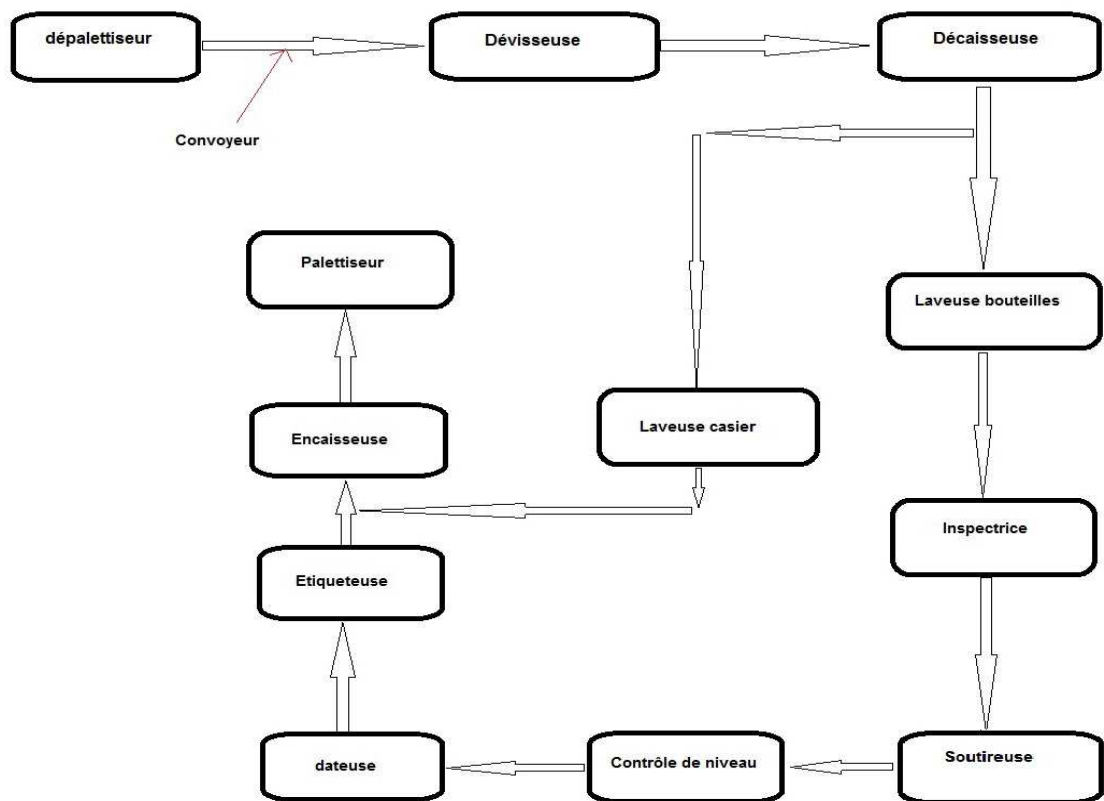 dépalettiseur
Dévisseuse
Décaisseuse
Convoyeur
Palettiseur
Laveuse bouteilles
Encaisseuse
Laveuse casier
Inspectrice
Etiqueteuse
dateuse
Contrôle de niveau
Soutireuse